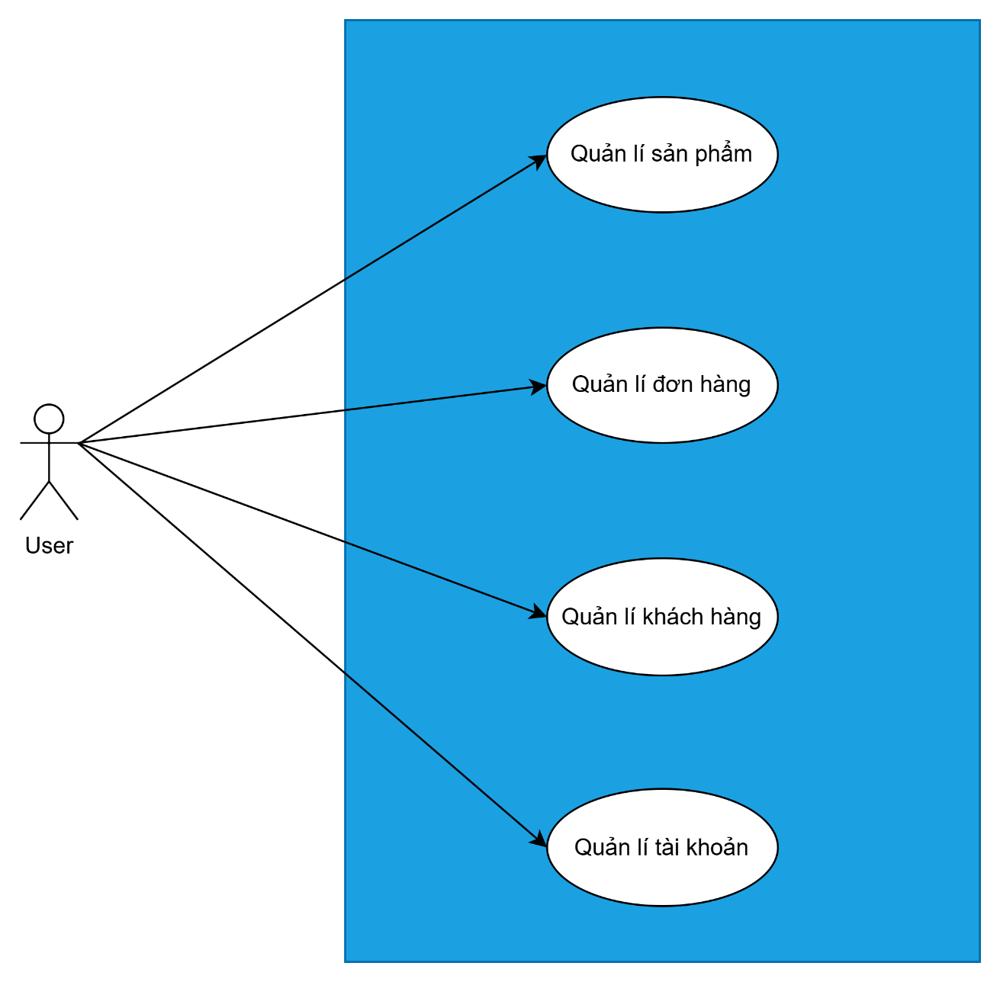 Quản lí sản phẩm
Quản lí đơn hàng
User
Quản lí khách hàng
Quản lí tài khoản